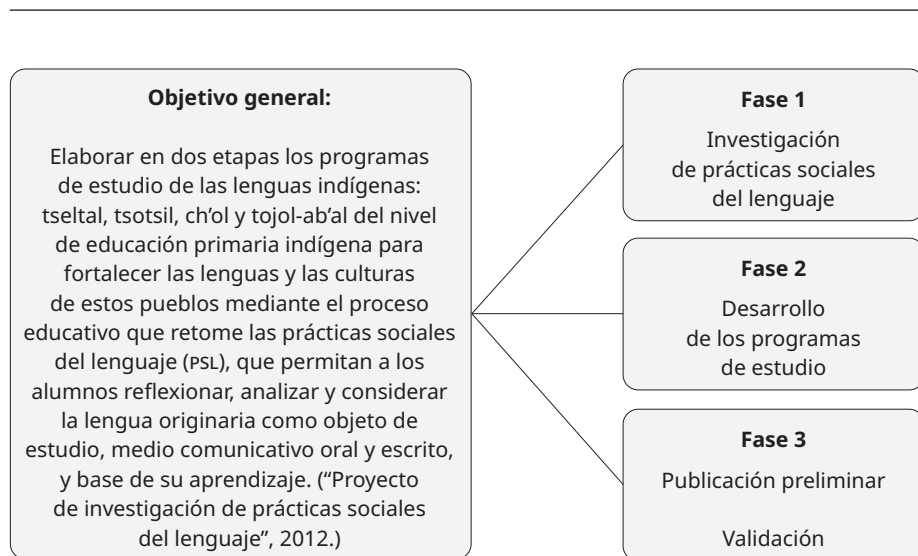 Objetivo general:
Elaborar en dos etapas los programas
de estudio de las lenguas indígenas:
tseltal, tsotsil, ch’ol y tojol-ab’al del nivel
de educación primaria indígena para
fortalecer las lenguas y las culturas
de estos pueblos mediante el proceso
educativo que retome las prácticas sociales
del lenguaje (PSL), que permitan a los
alumnos reflexionar, analizar y considerar
la lengua originaria como objeto de
estudio, medio comunicativo oral y escrito,
y base de su aprendizaje. (“Proyecto
de investigación de prácticas sociales
del lenguaje”, 2012.)
Fase 1
Investigación
de prácticas sociales
del lenguaje
Fase 2
Desarrollo
de los programas
de estudio
Fase 3
Publicación preliminar
Validación